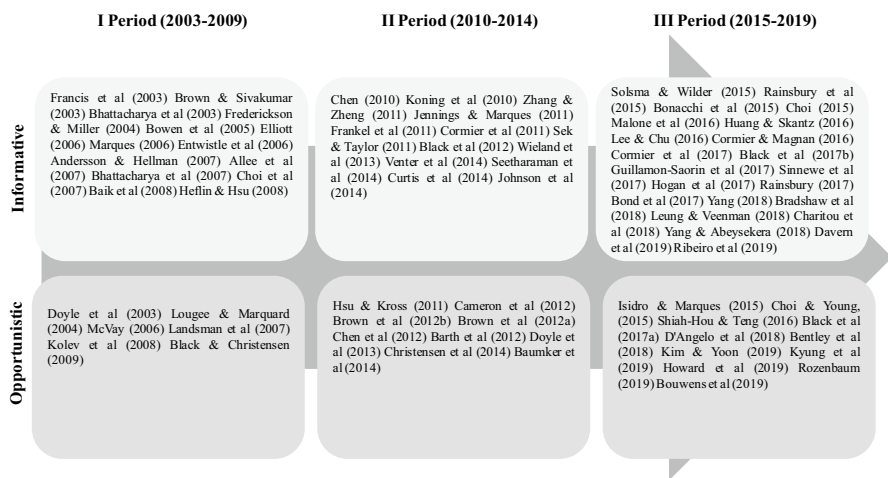 I Period (2003-2009)
II Period (2010-2014)
III Period (2015-2019)
Informative
Francis et al (2003) Brown & Sivakumar
(2003) Bhattacharya et al (2003) Frederickson
& Miller (2004) Bowen et al (2005) Elliott
(2006) Marques (2006) Entwistle et al (2006)
Andersson & Hellman (2007) Allee et al
(2007) Bhattacharya et al (2007) Choi et al
(2007) Baik et al (2008) Heflin & Hsu (2008)
Chen (2010) Koning et al (2010) Zhang &
Zheng (2011) Jennings & Marques (2011)
Frankel et al (2011) Cormier et al (2011) Sek
& Taylor (2011) Black et al (2012) Wieland et
al (2013) Venter et al (2014) Seetharaman et
al (2014) Curtis et al (2014) Johnson et al
(2014)
Solsma & Wilder (2015) Rainsbury et al
(2015) Bonacchi et al (2015) Choi (2015)
Malone et al (2016) Huang & Skantz (2016)
Lee & Chu (2016) Cormier & Magnan (2016)
Cormier et al (2017) Black et al (2017b)
Guillamon-Saorin et al (2017) Sinnewe et al
(2017) Hogan et al (2017) Rainsbury (2017)
Bond et al (2017) Yang (2018) Bradshaw et al
(2018) Leung & Veenman (2018) Charitou et
al (2018) Yang & Abeysekera (2018) Davern
et al (2019) Ribeiro et al (2019)
Opportunistic
Doyle et al (2003) Lougee & Marquard
(2004) McVay (2006) Landsman et al (2007)
Kolev et al (2008) Black & Christensen
(2009)
Hsu & Kross (2011) Cameron et al (2012)
Brown et al (2012b) Brown et al (2012a)
Chen et al (2012) Barth et al (2012) Doyle et
al (2013) Christensen et al (2014) Baumker et
al (2014)
Isidro & Marques (2015) Choi & Young,
(2015) Shiah-Hou & Teng (2016) Black et al
(2017a) D'Angelo et al (2018) Bentley et al
(2018) Kim & Yoon (2019) Kyung et al
(2019) Howard et al (2019) Rozenbaum
(2019) Bouwens et al (2019)